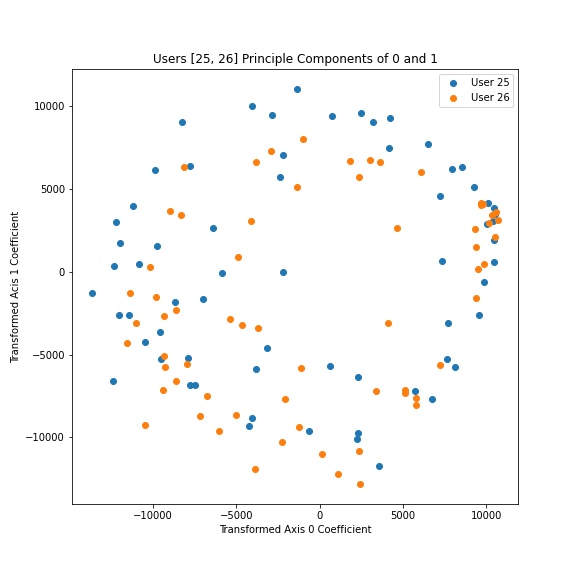 Users [25, 26] Principle Components of 0 and 1
User 25
User 26
10000
5000
0
−5000
−10000
Transformed Acis 1 Coefficient
−10000
−5000
0
5000
10000
Transformed Axis 0 Coefficient